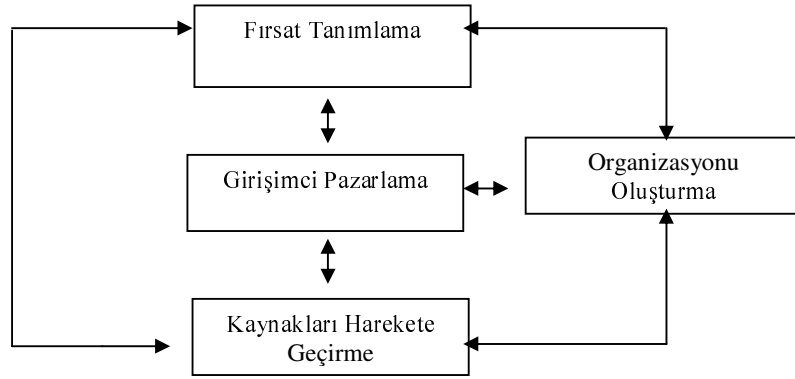 Fırsat Tanımlama
Girişimci Pazarlama
Organizasyonu
Oluşturma
Kaynakları Harekete
Geçirme